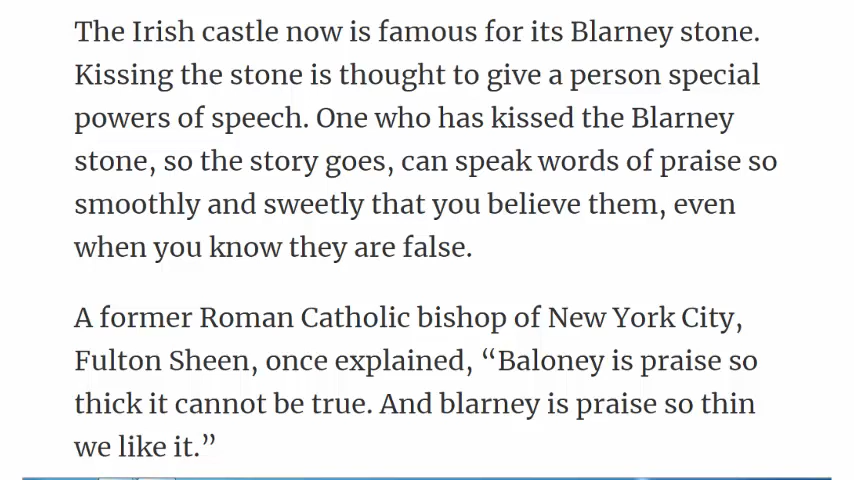 The Irish castle now is famous for its Blarney stone.
Kissing the stone is thought to give a person special
powers of speech. One who has kissed the Blarney
stone, so the story goes, can speak words of praise so
smoothly and sweetly that you believe them, even
when you know they are false.
A former Roman Catholic bishop of New York City,
Fulton Sheen, once explained, “Baloney is praise so
thick it cannot be true. And blarney is praise so thin
we like it.”